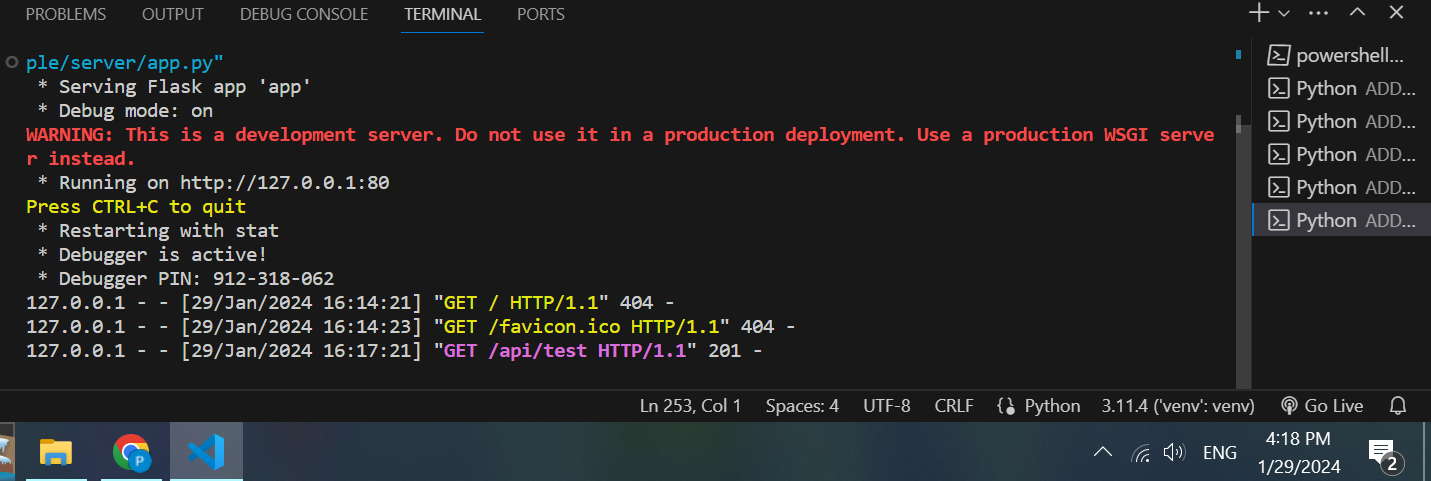 PROBLEMS OUTPUT DEBUG CONSOLE TERMINAL PORTS
ple/server/app.py"
* Serving Flask app 'app'
* Debug mode: on
WARNING: This is a development server. Do not use it in a production deployment. Use a production WSGI serve
r instead.
* Running on http://127.0.0.1:80
Press CTRL+C to quit
* Restarting with stat
* Debugger is active!
* Debugger PIN: 912-318-062
127.0.0.1 - - [29/Jan/2024 16:14:21] "GET / HTTP/1.1" 404 -
127.0.0.1 - - [29/Jan/2024 16:14:23] "GET /favicon.ico HTTP/1.1" 404 -
127.0.0.1 - - [29/Jan/2024 16:17:21] "GET /api/test HTTP/1.1" 201 -
powershell...
Python ADD...
Python ADD...
Python ADD...
Python ADD...
Python ADD...
Ln 253, Col 1 Spaces: 4 UTF-8 CRLF Python 3.11.4 ('venv': venv) Go Live
P
ENG
4:18 PM
1/29/2024
2